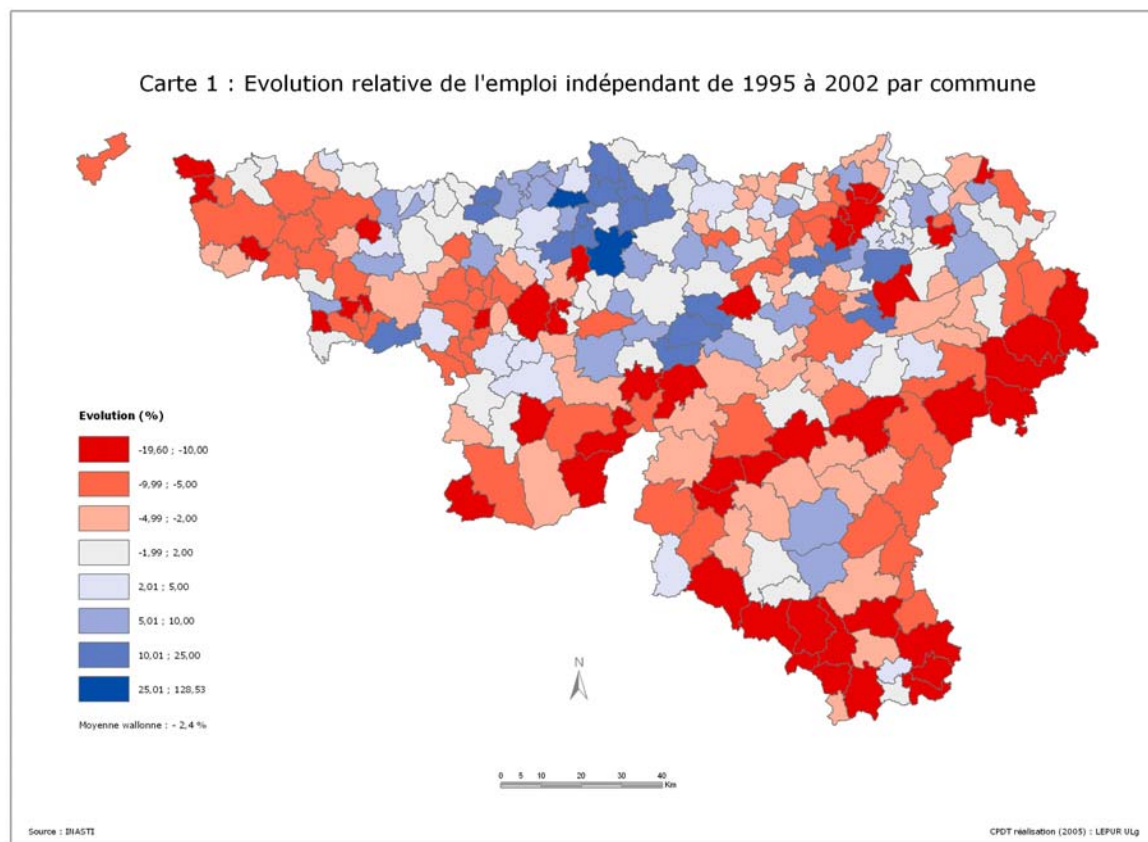 Carte 1 : Evolution relative de l'emploi indépendant de 1995 à 2002 par commune
Evolution (%)
-19,60 ; -10,00
-9,99 ; -5,00
-4,99 ; -2,00
-1,99 ; 2,00
2,01 ; 5,00
5,01 ; 10,00
10,01 ; 25,00
25,01 ; 128,53
Moyenne wallonne : - 2,4 %
N
0 5 10 20 30 40
Km
Source : INASTI
CPDT réalisation (2005) : LEPUR ULg